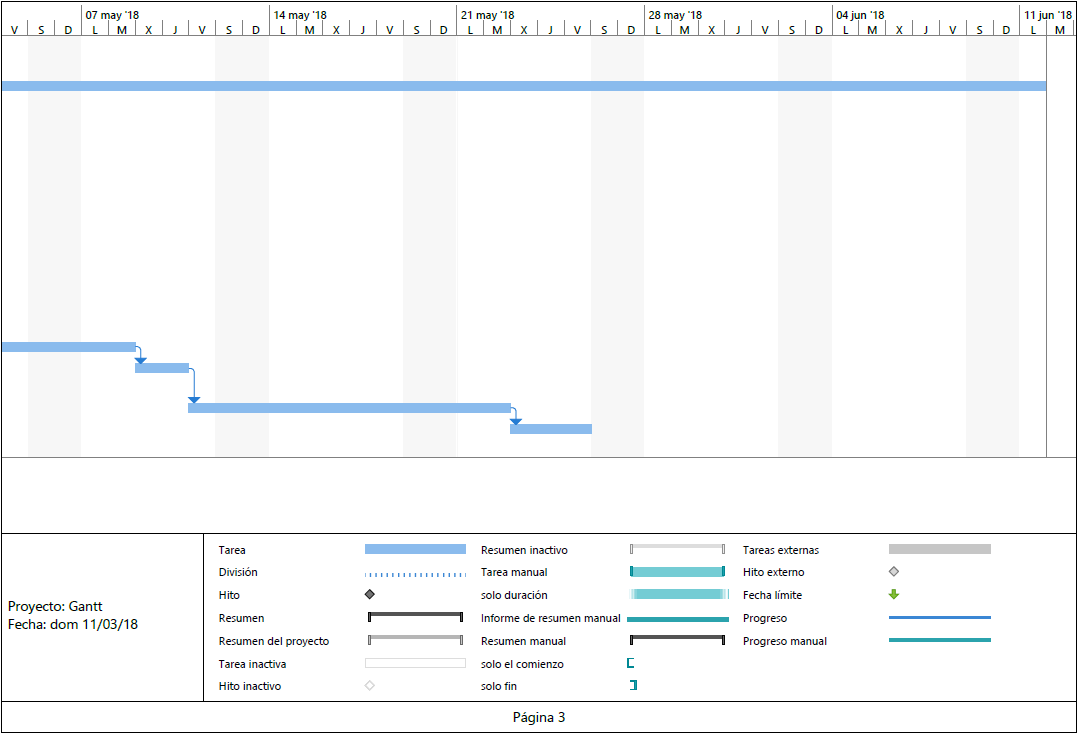 07 may '18 14 may '18 21 may '18 28 may '18 04 jun '18 11 jun '18
V S D L M X J V S D L M X J V S D L M X J V S D L M X J V S D L M X J V S D L M
Tarea Resumen inactivo Tareas externas
División Tarea manual Hito externo
Hito solo duración Fecha límite
Resumen Informe de resumen manual Progreso
Resumen del proyecto Resumen manual Progreso manual
Tarea inactiva solo el comienzo
Hito inactivo solo fin
Proyecto: Gantt
Fecha: dom 11/03/18
Página 3